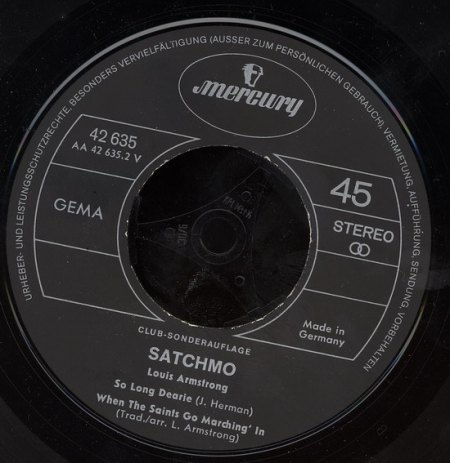 URHEBER- UND LEISTUNGSSCHUTZRECHTE, BESONDERS VERVIELFÄLTIGUNG (AUSSER ZUM PERSÖNLICHEN GEBRAUCH), VERMIETUNG, AUFFÜHRUNG, SENDUNG, VORBEHALTEN
mercury
42 635
AA 42 635.2 V
GEMA
45
STEREO
Made in
Germany
CLUB-SONDERAUFLAGE
SATCHMO
Louis Armstrong
So Long Dearie (J. Herman)
When The Saints Go Marching' In
(Trad./arr. L. Armstrong)